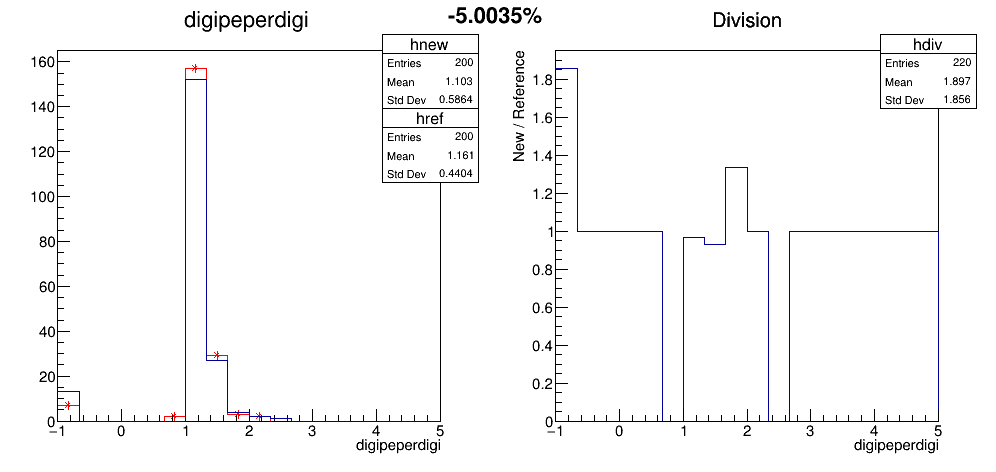 -5.0035%
digipeperdigi
hnew
Entries 200
Mean 1.103
Std Dev 0.5864
href
Entries 200
Mean 1.161
Std Dev 0.4404
160
140
120
100
80
60
40
20
0
−1 0 1 2 3 4 5
digipeperdigi
Division
hdiv
Entries 220
Mean 1.897
Std Dev 1.856
New / Reference
1.8
1.6
1.4
1.2
1
0.8
0.6
0.4
0.2
0
−1 0 1 2 3 4 5
digipeperdigi